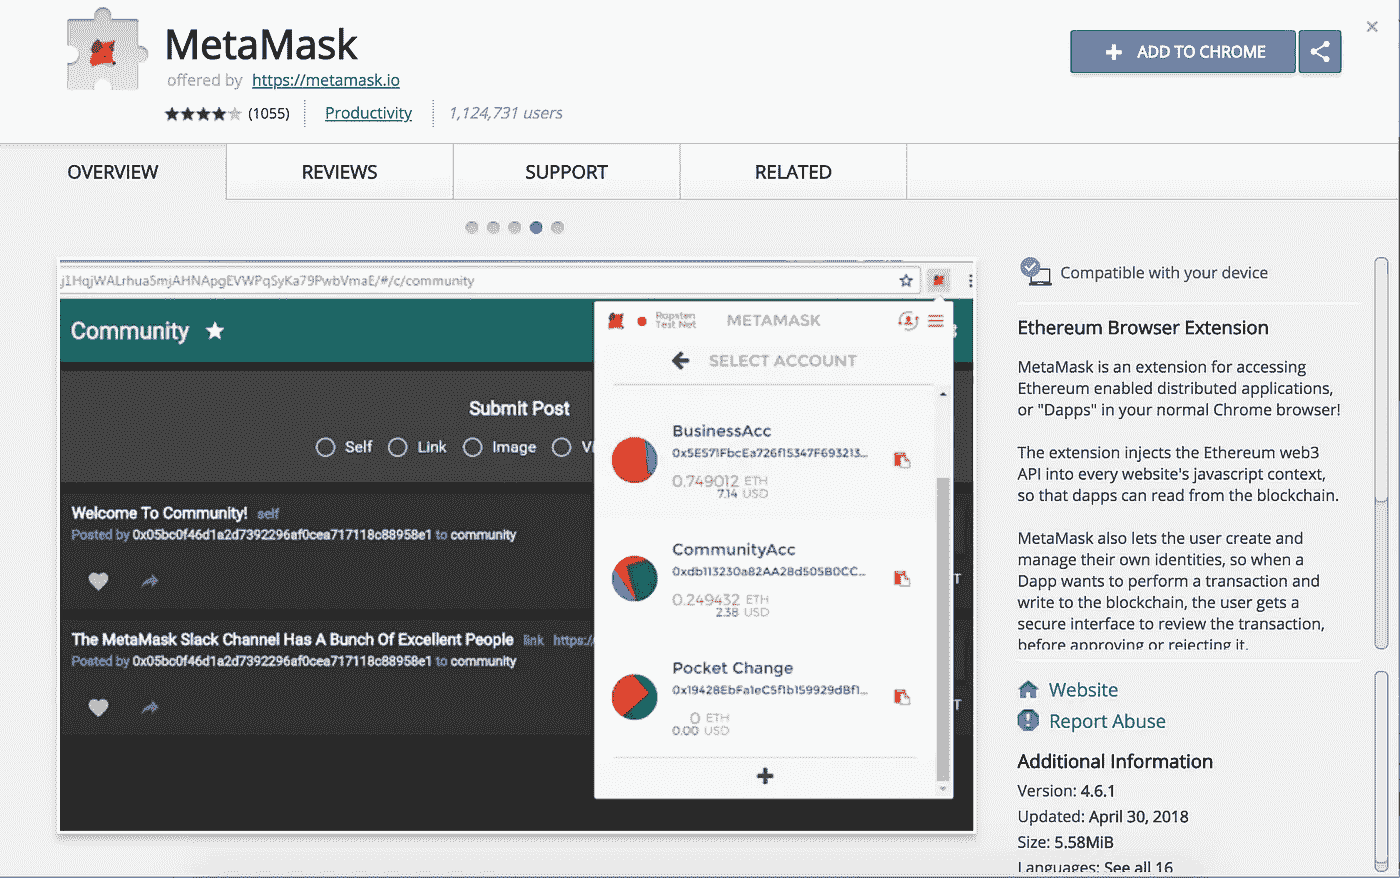 MetaMask
offered by https://metamask.io
(1055) Productivity 1,124,731 users
ADD TO CHROME
OVERVIEW REVIEWS SUPPORT RELATED
j1HqjWALrhuaSmjAHNApgEVWPqSyKa79PwbVmaE/#/c/community
Community
Submit Post
Self Link Image
Welcome To Community! self
Posted by 0x05bc0f46d1a2d7392296af0cea717118c88958e1 to community
The MetaMask Slack Channel Has A Bunch Of Excellent People link https:/
Posted by 0x05bc0f46d1a2d7392296af0cea717118c88958e1 to community
Ropsten
Test Net
METAMASK
SELECT ACCOUNT
BusinessAcc
0x5E571FbcEa726f15347F693213...
0.749012 ETH
7.14 USD
CommunityAcc
0xdb113230a82AA28d505B0CC...
0.249432 ETH
2.38 USD
Pocket Change
0x19428EbFa1eC5f1b159929dBf1...
0 ETH
0.00 USD
Compatible with your device
Ethereum Browser Extension
MetaMask is an extension for accessing
Ethereum enabled distributed applications,
or "Dapps" in your normal Chrome browser!
The extension injects the Ethereum web3
API into every website's javascript context,
so that dapps can read from the blockchain.
MetaMask also lets the user create and
manage their own identities, so when a
Dapp wants to perform a transaction and
write to the blockchain, the user gets a
secure interface to review the transaction,
before approving or rejecting it.
Website
Report Abuse
Additional Information
Version: 4.6.1
Updated: April 30, 2018
Size: 5.58MiB
Languages: See all 16